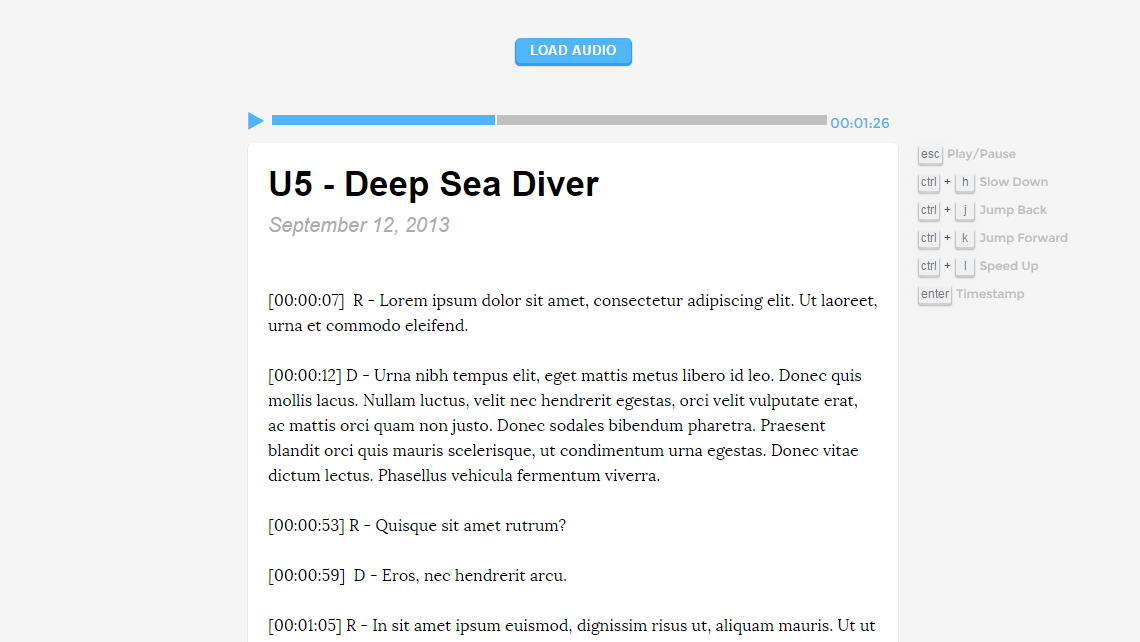 LOAD AUDIO
00:01:26
U5 - Deep Sea Diver
September 12, 2013
[00:00:07]  R - Lorem ipsum dolor sit amet, consectetur adipiscing elit. Ut laoreet,
urna et commodo eleifend.
[00:00:12] D - Urna nibh tempus elit, eget mattis metus libero id leo. Donec quis
mollis lacus. Nullam luctus, velit nec hendrerit egestas, orci velit vulputate erat,
ac mattis orci quam non justo. Donec sodales bibendum pharetra. Praesent
blandit orci quis mauris scelerisque, ut condimentum urna egestas. Donec vitae
dictum lectus. Phasellus vehicula fermentum viverra.
[00:00:53] R - Quisque sit amet rutrum?
[00:00:59]  D - Eros, nec hendrerit arcu.
[00:01:05] R - In sit amet ipsum euismod, dignissim risus ut, aliquam mauris. Ut ut
esc Play/Pause
ctrl + h Slow Down
ctrl + j Jump Back
ctrl + k Jump Forward
ctrl + l Speed Up
enter Timestamp